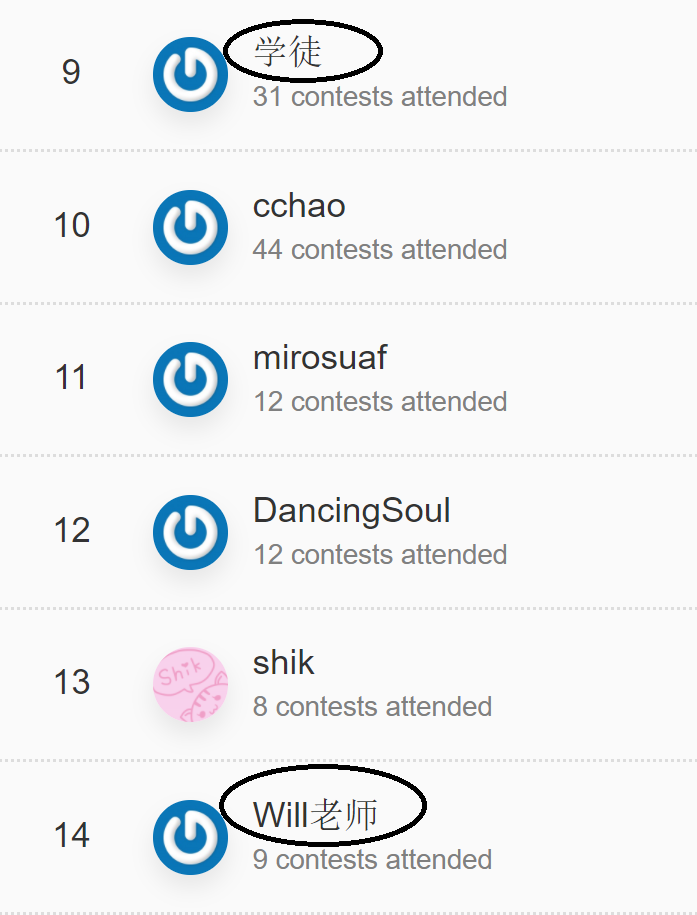 9
学徒
31 contests attended
10
cchao
44 contests attended
11
mirosuaf
12 contests attended
12
DancingSoul
12 contests attended
13
Shik
shik
8 contests attended
14
Will老师
9 contests attended